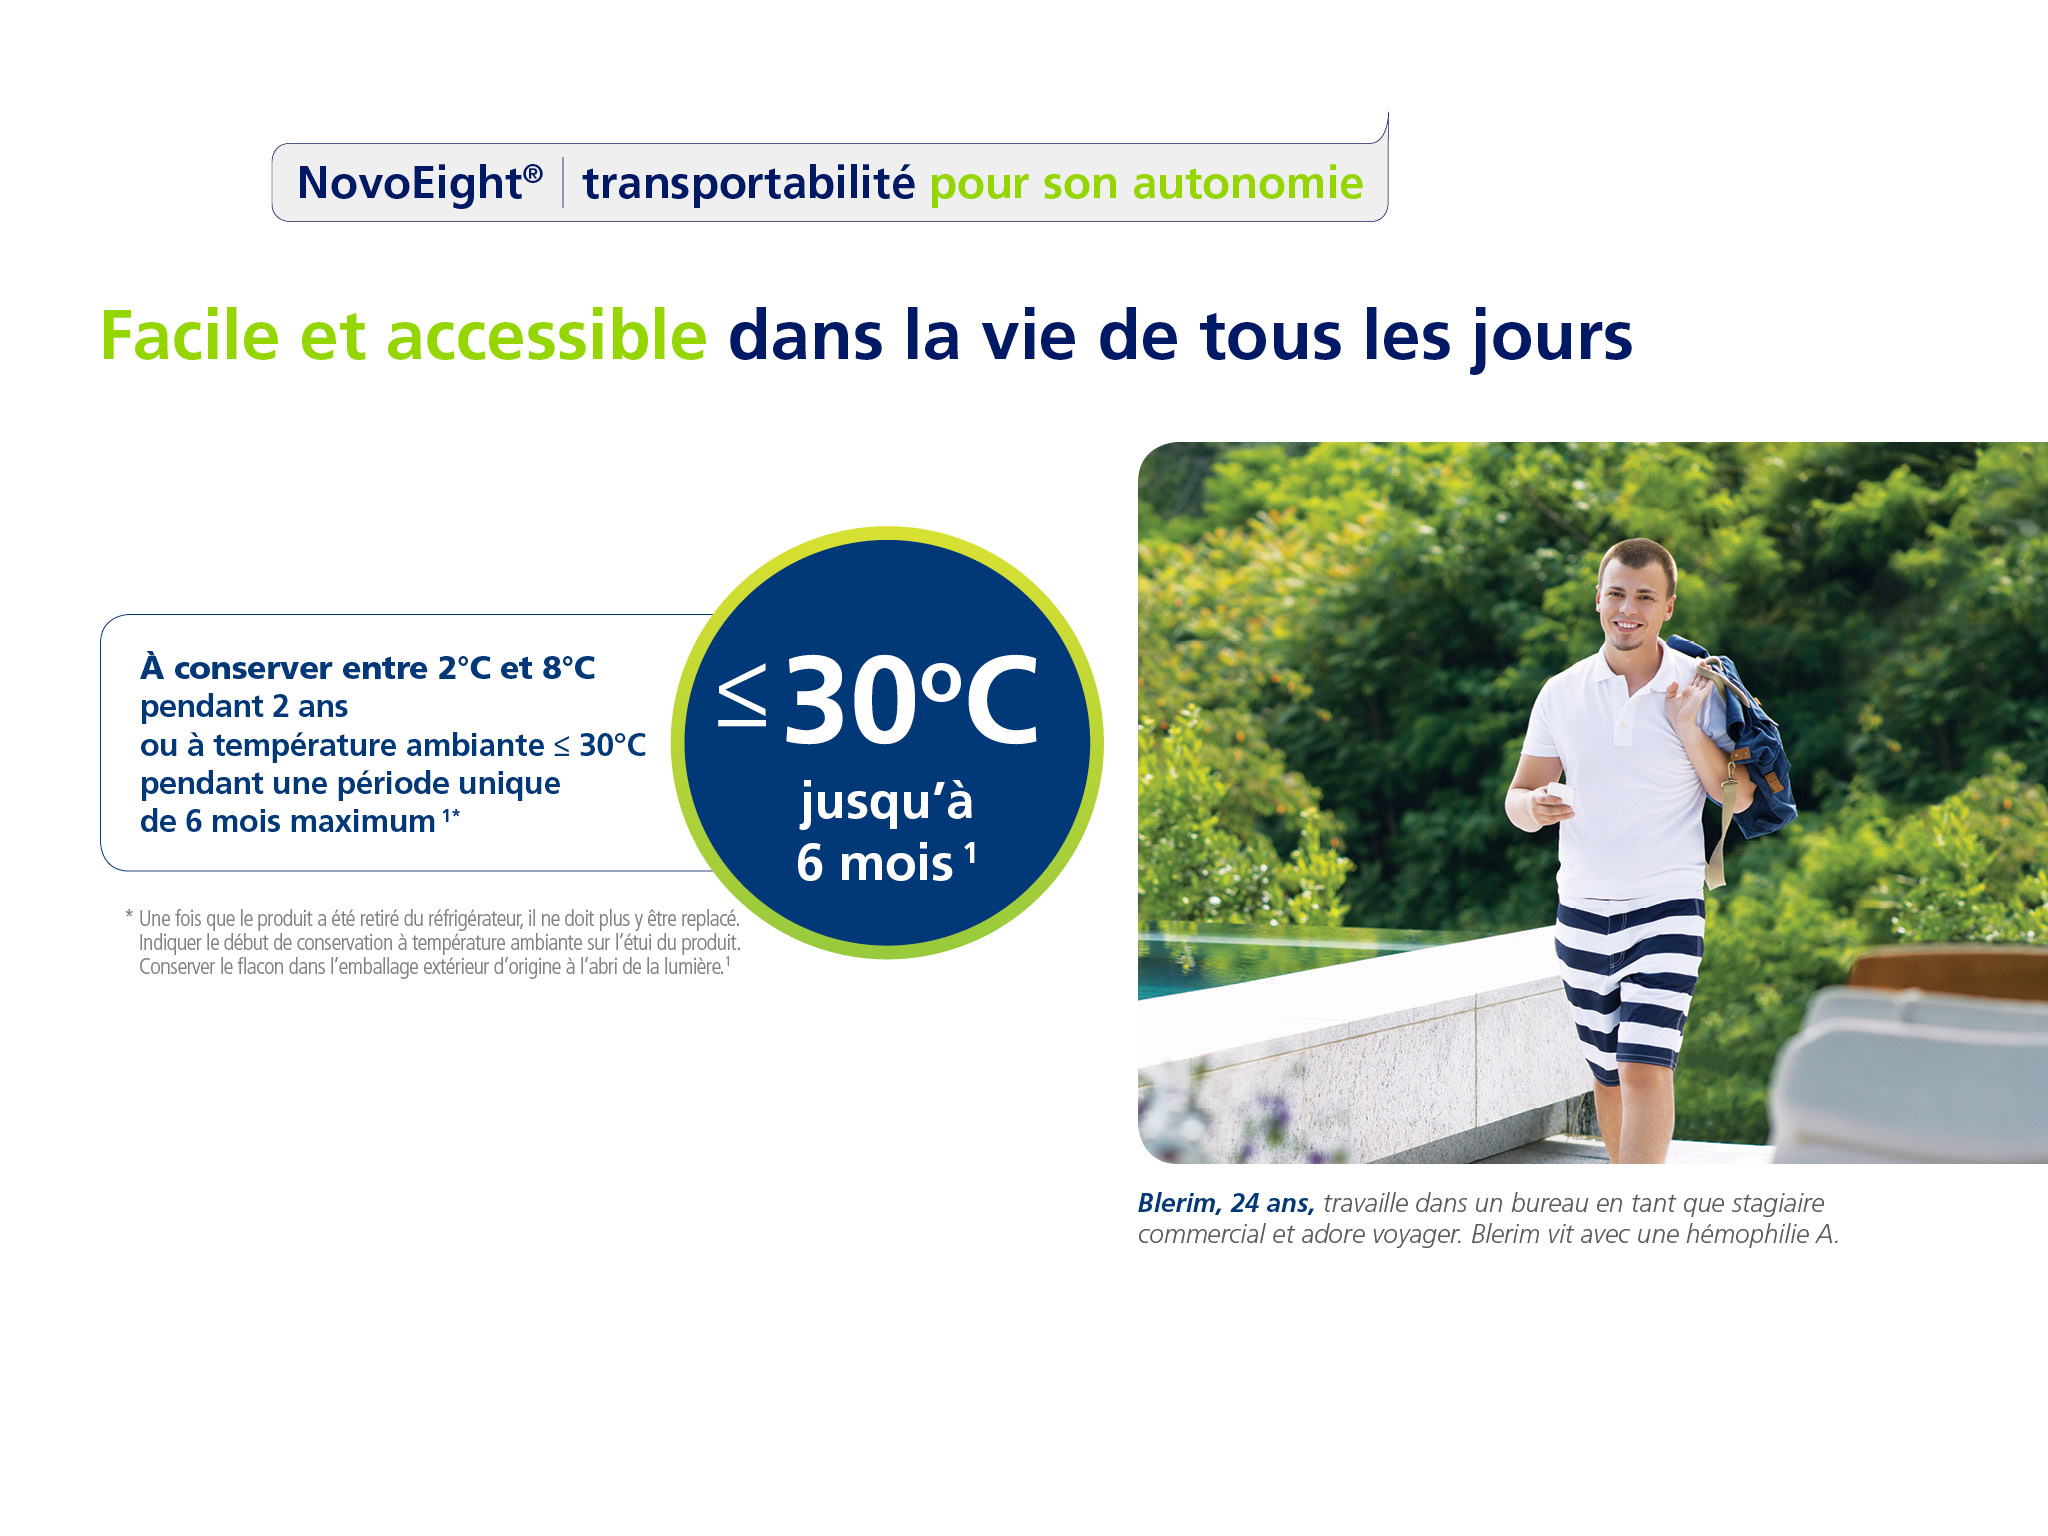 NovoEight® | transportabilité pour son autonomie
Facile et accessible dans la vie de tous les jours
À conserver entre 2°C et 8°C
pendant 2 ans
ou à température ambiante ≤ 30°C
pendant une période unique
de 6 mois maximum 1*
≤ 30°C
jusqu’à
6 mois 1
* Une fois que le produit a été retiré du réfrigérateur, il ne doit plus y être replacé.
Indiquer le début de conservation à température ambiante sur l’étui du produit.
Conserver le flacon dans l’emballage extérieur d’origine à l’abri de la lumière.1
Blerim, 24 ans, travaille dans un bureau en tant que stagiaire
commercial et adore voyager. Blerim vit avec une hémophilie A.